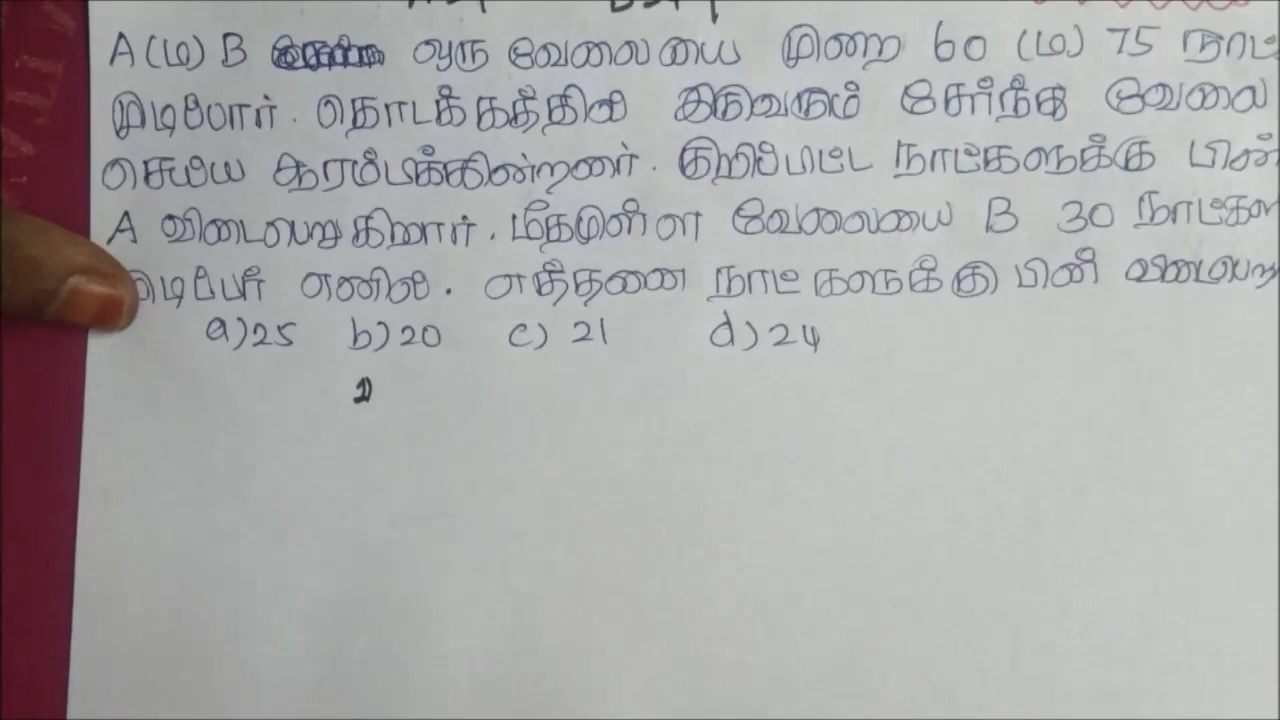 A (ம) B ஒரு வேலையை முறை 60 (ம) 75 நாட்
முடிப்போர். தொடக்கத்தில் இருவரும் சேர்ந்து வேலை
செய்ய ஆரம்பிக்கின்றனர். குறிப்பிட்ட நாட்களுக்கு பின்
A விடைபெறுகிறார். மீதமுள்ள வேலையை B 30 நாட்கள
முடிப்பர் எனில். எத்தனை நாட்களுக்கு பின் விடைபெறு
a) 25 b) 20 c) 21 d) 24